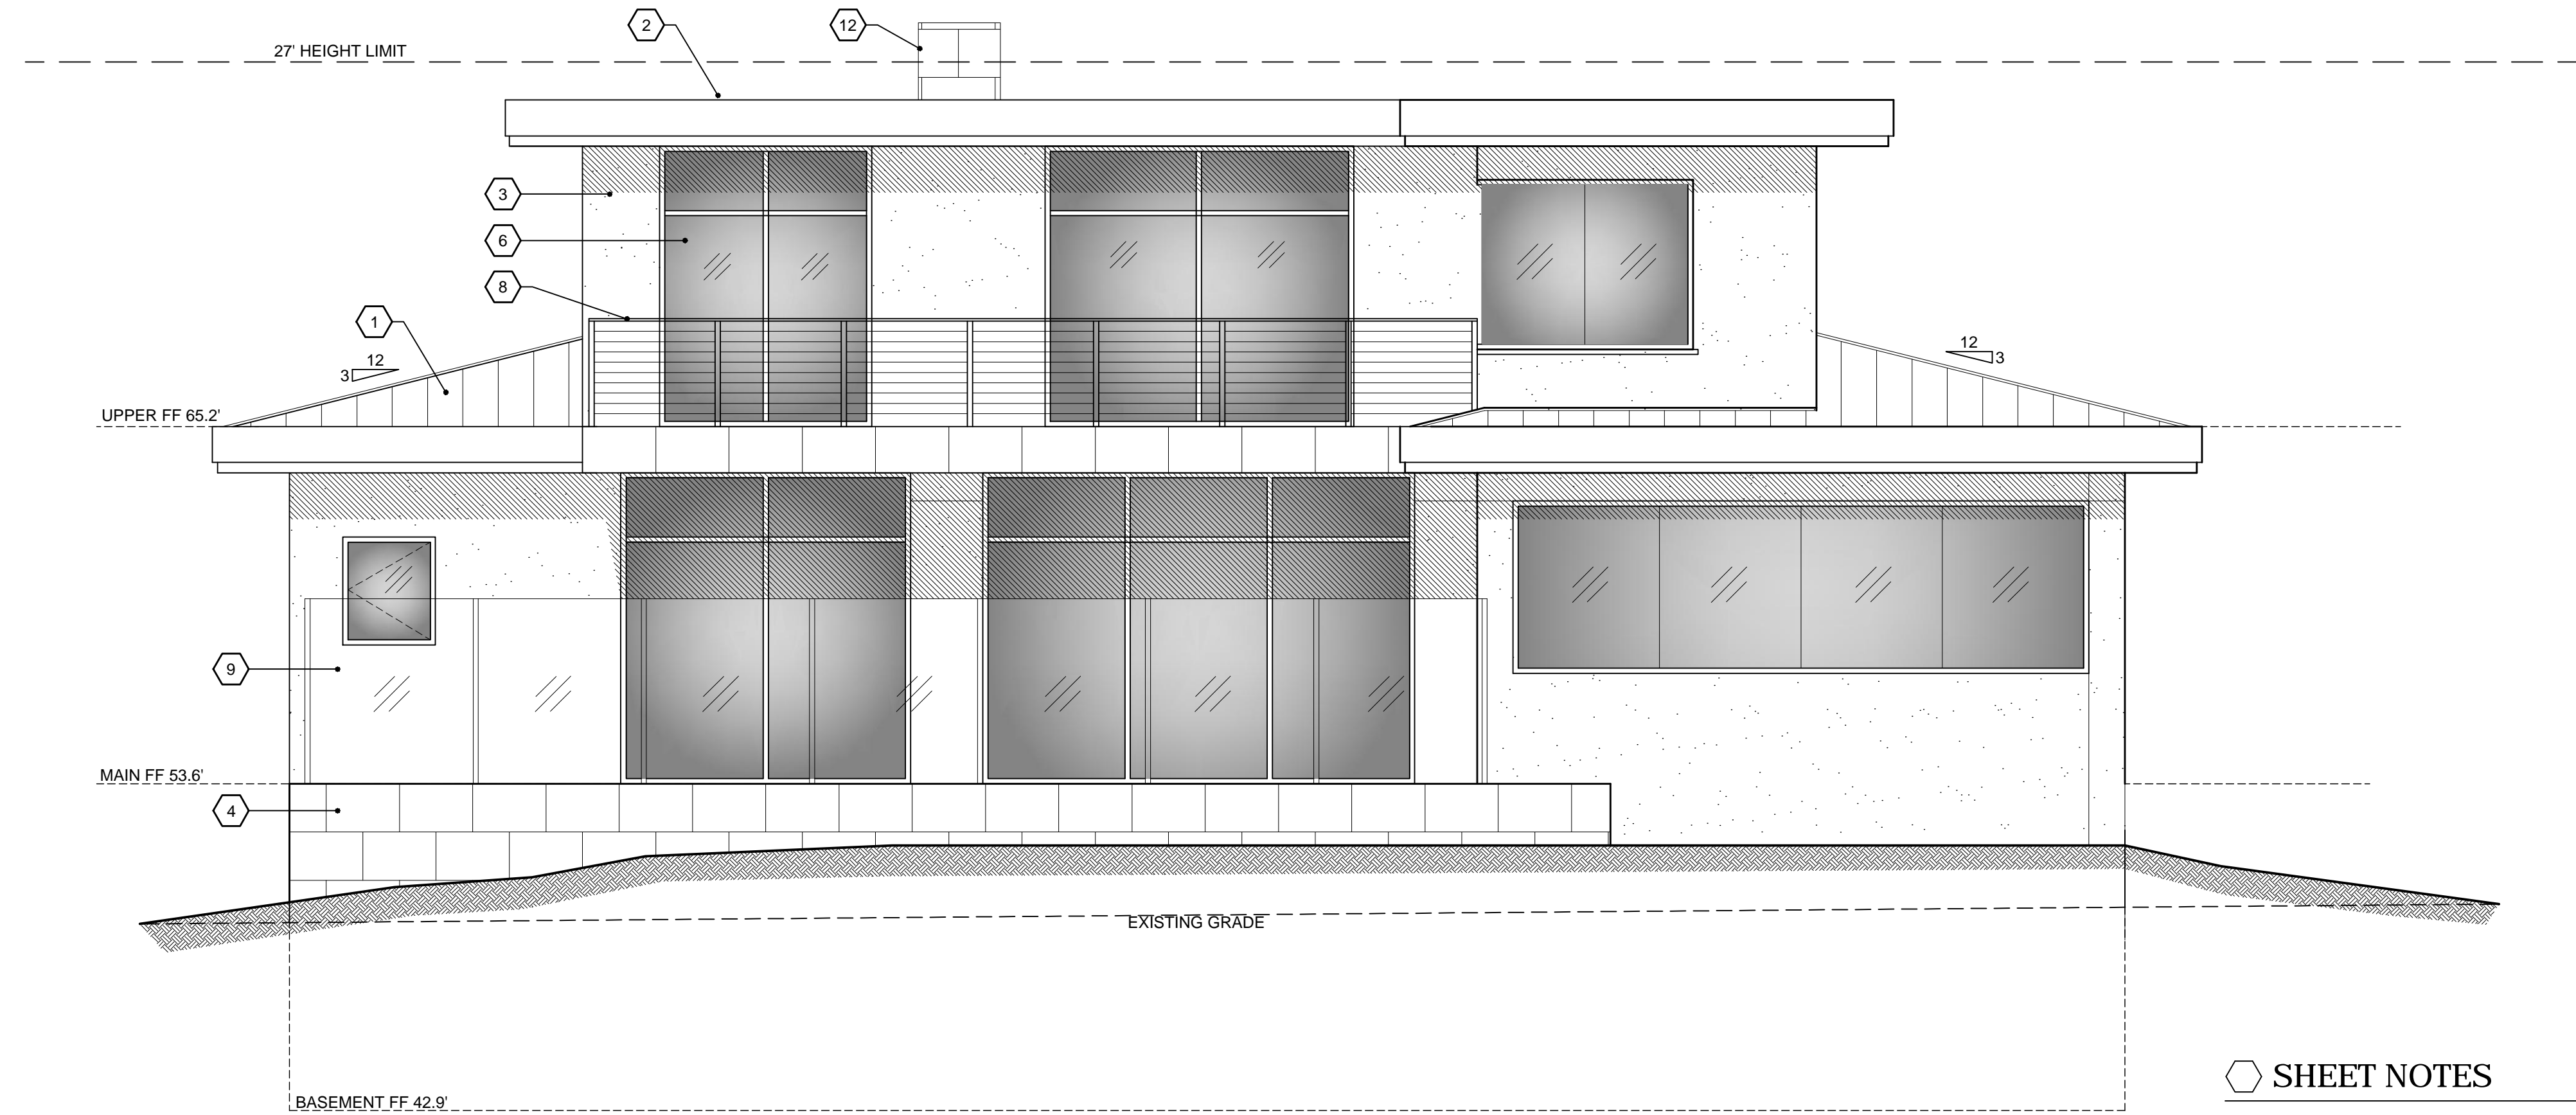 2
12
27' HEIGHT LIMIT
3
6
8
1
12
3
12
3
UPPER FF 65.2'
9
MAIN FF 53.6'
4
EXISTING GRADE
SHEET NOTES
BASEMENT FF 42.9'